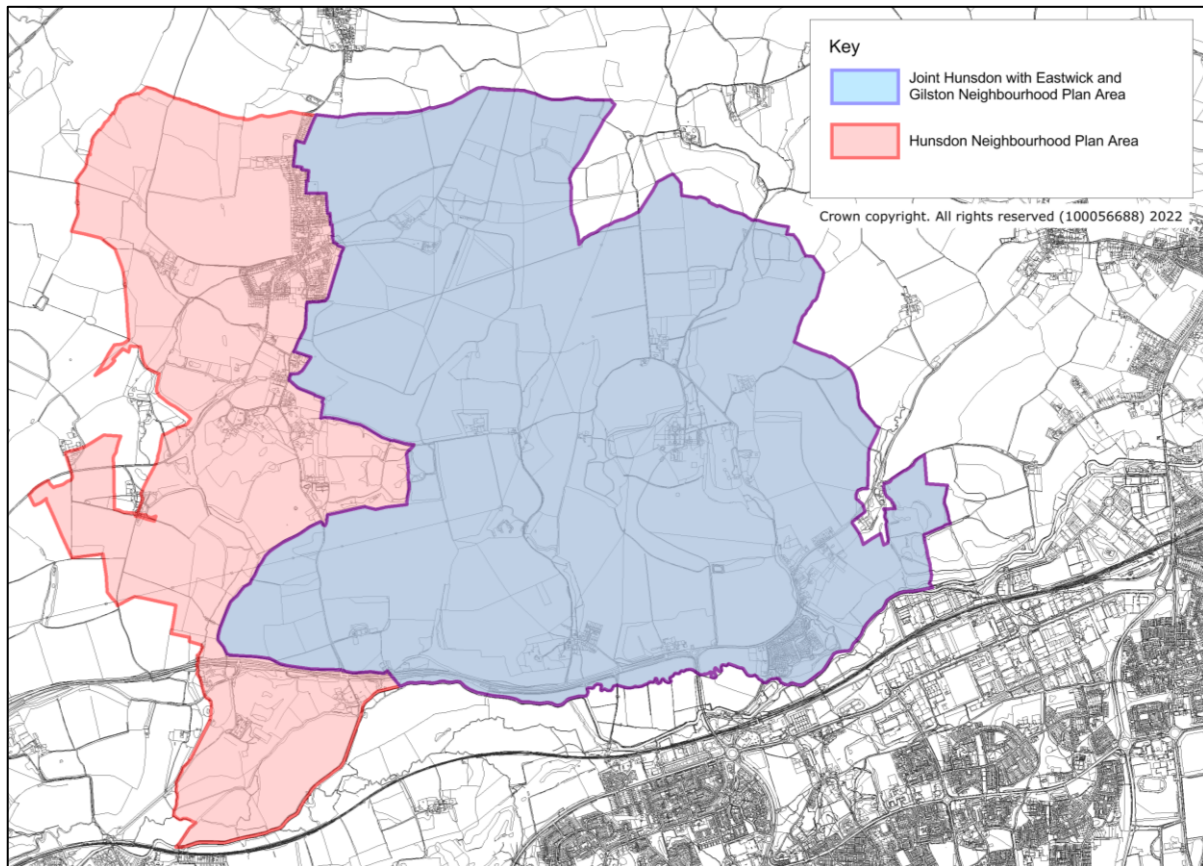 Key
Joint Hunsdon with Eastwick and
Gilston Neighbourhood Plan Area
Hunsdon Neighbourhood Plan Area
Crown copyright. All rights reserved (100056688) 2022